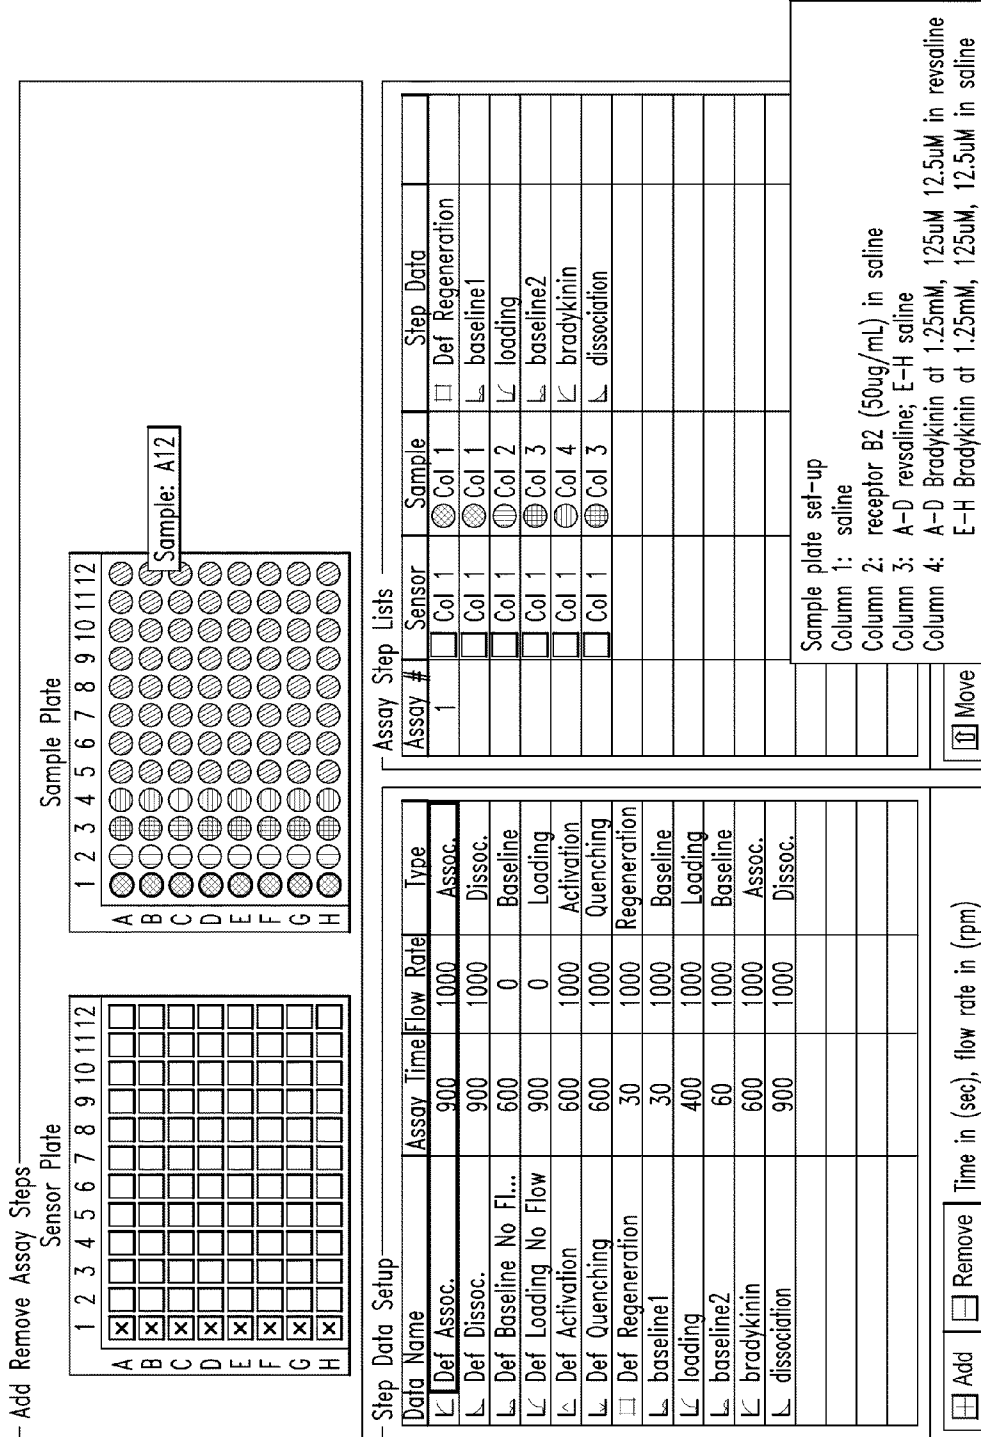 Add Remove Assay Steps
Sensor Plate
1 2 3 4 5 6 7 8 9 10 11 12
A
B
C
D
E
F
G
H
Sample Plate
1 2 3 4 5 6 7 8 9 10 11 12
A
B
C
D
E
F
G
H
Sample: A12
Step Data Setup
Data Name Assay Time Flow Rate Type
Def Assoc. 900 1000 Assoc.
Def Dissoc. 900 1000 Dissoc.
Def Baseline No Fl... 600 0 Baseline
Def Loading No Flow 900 0 Loading
Def Activation 600 1000 Activation
Def Quenching 600 1000 Quenching
Def Regeneration 30 1000 Regeneration
baseline1 30 1000 Baseline
loading 400 1000 Loading
baseline2 60 1000 Baseline
bradykinin 600 1000 Assoc.
dissociation 900 1000 Dissoc.
Add Remove Time in (sec), flow rate in (rpm)
Assay Step Lists
Assay # Sensor Sample Step Data
1 Col 1 Col 1 Def Regeneration
Col 1 Col 1 baseline1
Col 1 Col 2 loading
Col 1 Col 3 baseline2
Col 1 Col 4 bradykinin
Col 1 Col 3 dissociation
Move
Sample plate set-up
Column 1: saline
Column 2: receptor B2 (50ug/mL) in saline
Column 3: A-D revsaline; E-H saline
Column 4: A-D Bradykinin at 1.25mM, 125uM 12.5uM in revsaline
E-H Bradykinin at 1.25mM, 125uM, 12.5uM in saline